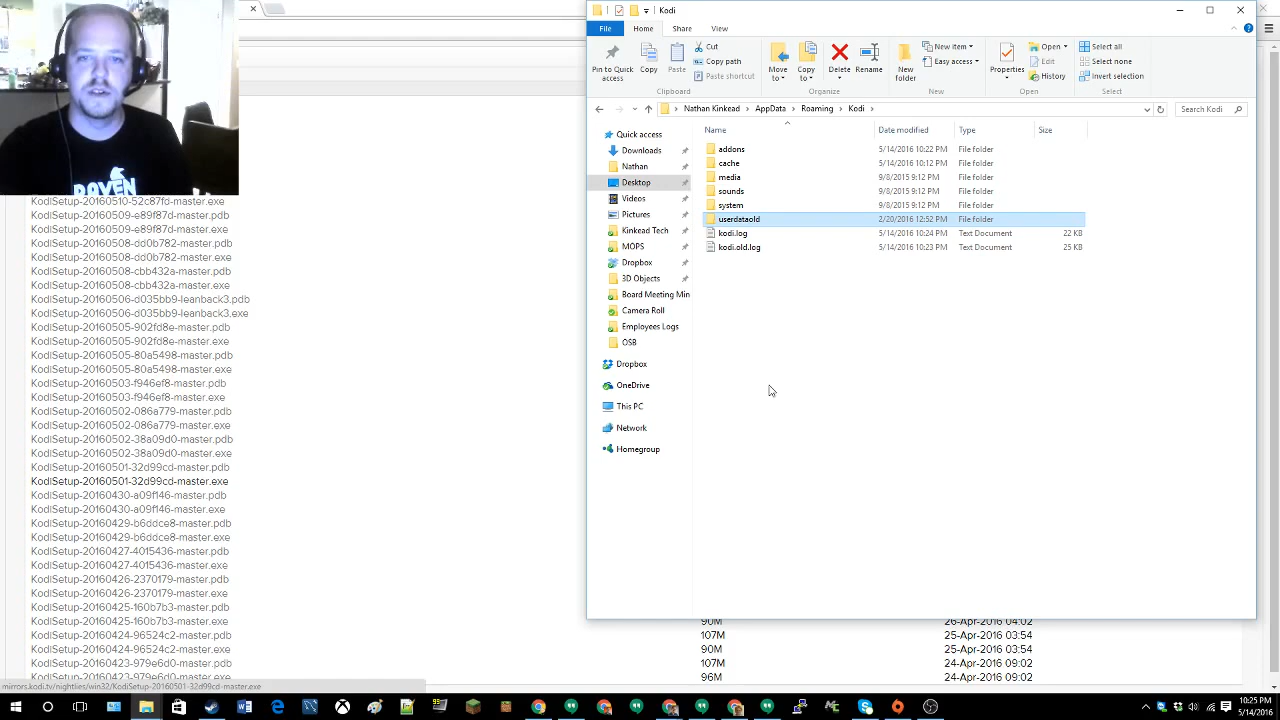 Kodi
File Home Share View
Pin to Quick access
Copy
Paste
Cut
Copy path
Paste shortcut
Move to
Copy to
Delete
Rename
New folder
New item
Easy access
Properties
Open
Edit
History
Select all
Select none
Invert selection
Clipboard Organize New Open Select
Nathan Kinkead AppData Roaming Kodi
Search Kodi
Name Date modified Type Size
addons 5/14/2016 10:22 PM File folder
cache 5/14/2016 10:12 PM File folder
media 9/8/2015 9:12 PM File folder
sounds 9/8/2015 9:12 PM File folder
system 9/8/2015 9:12 PM File folder
userdataold 2/20/2016 12:52 PM File folder
kodi.log 5/14/2016 10:24 PM Text Document 22 KB
kodi.old.log 5/14/2016 10:23 PM Text Document 25 KB
Quick access
Downloads
Nathan
Desktop
Videos
Pictures
Kinkead Tech
MOPS
Dropbox
3D Objects
Board Meeting Min
Camera Roll
Employees Logs
OSB
Dropbox
OneDrive
This PC
Network
Homegroup
RAVEN
KodiSetup-20160510-52c87fd-master.exe
KodiSetup-20160509-e89f87d-master.pdb
KodiSetup-20160509-e89f87d-master.exe
KodiSetup-20160508-dd0b782-master.pdb
KodiSetup-20160508-dd0b782-master.exe
KodiSetup-20160508-cbb432a-master.pdb
KodiSetup-20160508-cbb432a-master.exe
KodiSetup-20160506-d035bb9-leanback3.pdb
KodiSetup-20160506-d035bb9-leanback3.exe
KodiSetup-20160505-902fd8e-master.pdb
KodiSetup-20160505-902fd8e-master.exe
KodiSetup-20160505-80a5498-master.pdb
KodiSetup-20160505-80a5498-master.exe
KodiSetup-20160503-f946ef8-master.pdb
KodiSetup-20160503-f946ef8-master.exe
KodiSetup-20160502-086a779-master.pdb
KodiSetup-20160502-086a779-master.exe
KodiSetup-20160502-38a09d0-master.pdb
KodiSetup-20160502-38a09d0-master.exe
KodiSetup-20160501-32d99cd-master.pdb
KodiSetup-20160501-32d99cd-master.exe
KodiSetup-20160430-a09f146-master.pdb
KodiSetup-20160430-a09f146-master.exe
KodiSetup-20160429-b6ddce8-master.pdb
KodiSetup-20160429-b6ddce8-master.exe
KodiSetup-20160427-4015436-master.pdb
KodiSetup-20160427-4015436-master.exe
KodiSetup-20160426-2370179-master.pdb
KodiSetup-20160426-2370179-master.exe
KodiSetup-20160425-160b7b3-master.pdb
KodiSetup-20160425-160b7b3-master.exe 90M 26-Apr-2016 04:02
KodiSetup-20160424-96524c2-master.pdb 107M 25-Apr-2016 03:54
KodiSetup-20160424-96524c2-master.exe 90M 25-Apr-2016 03:54
KodiSetup-20160423-979e6d0-master.pdb 107M 24-Apr-2016 09:02
KodiSetup-20160423-979e6d0-master.exe 96M 24-Apr-2016 09:02
mirrors.kodi.tv/nightlies/win32/KodiSetup-20160501-32d99cd-master.exe
10:25 PM
5/14/2016